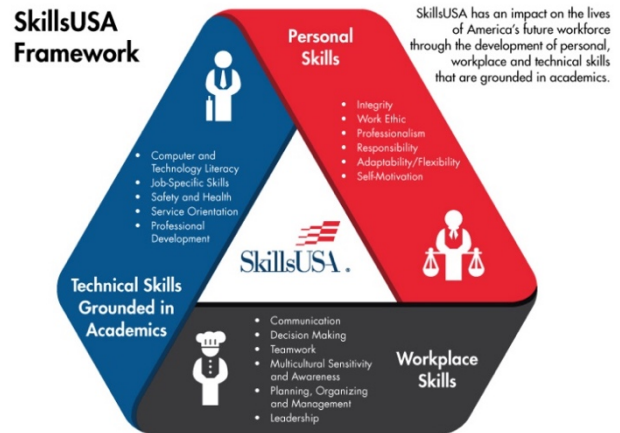 SkillsUSA
Framework
SkillsUSA has an impact on the lives
of America's future workforce
through the development of personal,
workplace and technical skills
that are grounded in academics.
Personal
Skills
• Integrity
• Work Ethic
• Professionalism
• Responsibility
• Adaptability/Flexibility
• Self-Motivation
• Computer and
Technology Literacy
• Job-Specific Skills
• Safety and Health
• Service Orientation
• Professional
Development
Technical Skills
Grounded in
Academics
SkillsUSA.
• Communication
• Decision Making
• Teamwork
• Multicultural Sensitivity
and Awareness
• Planning, Organizing
and Management
• Leadership
Workplace
Skills